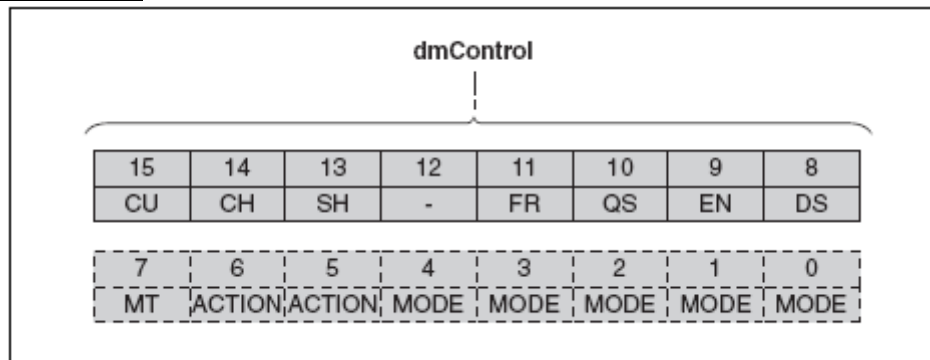 dmControl
15 14 13 12 11 10 9 8
CU CH SH - FR QS EN DS
7 6 5 4 3 2 1 0
MT ACTION ACTION MODE MODE MODE MODE MODE